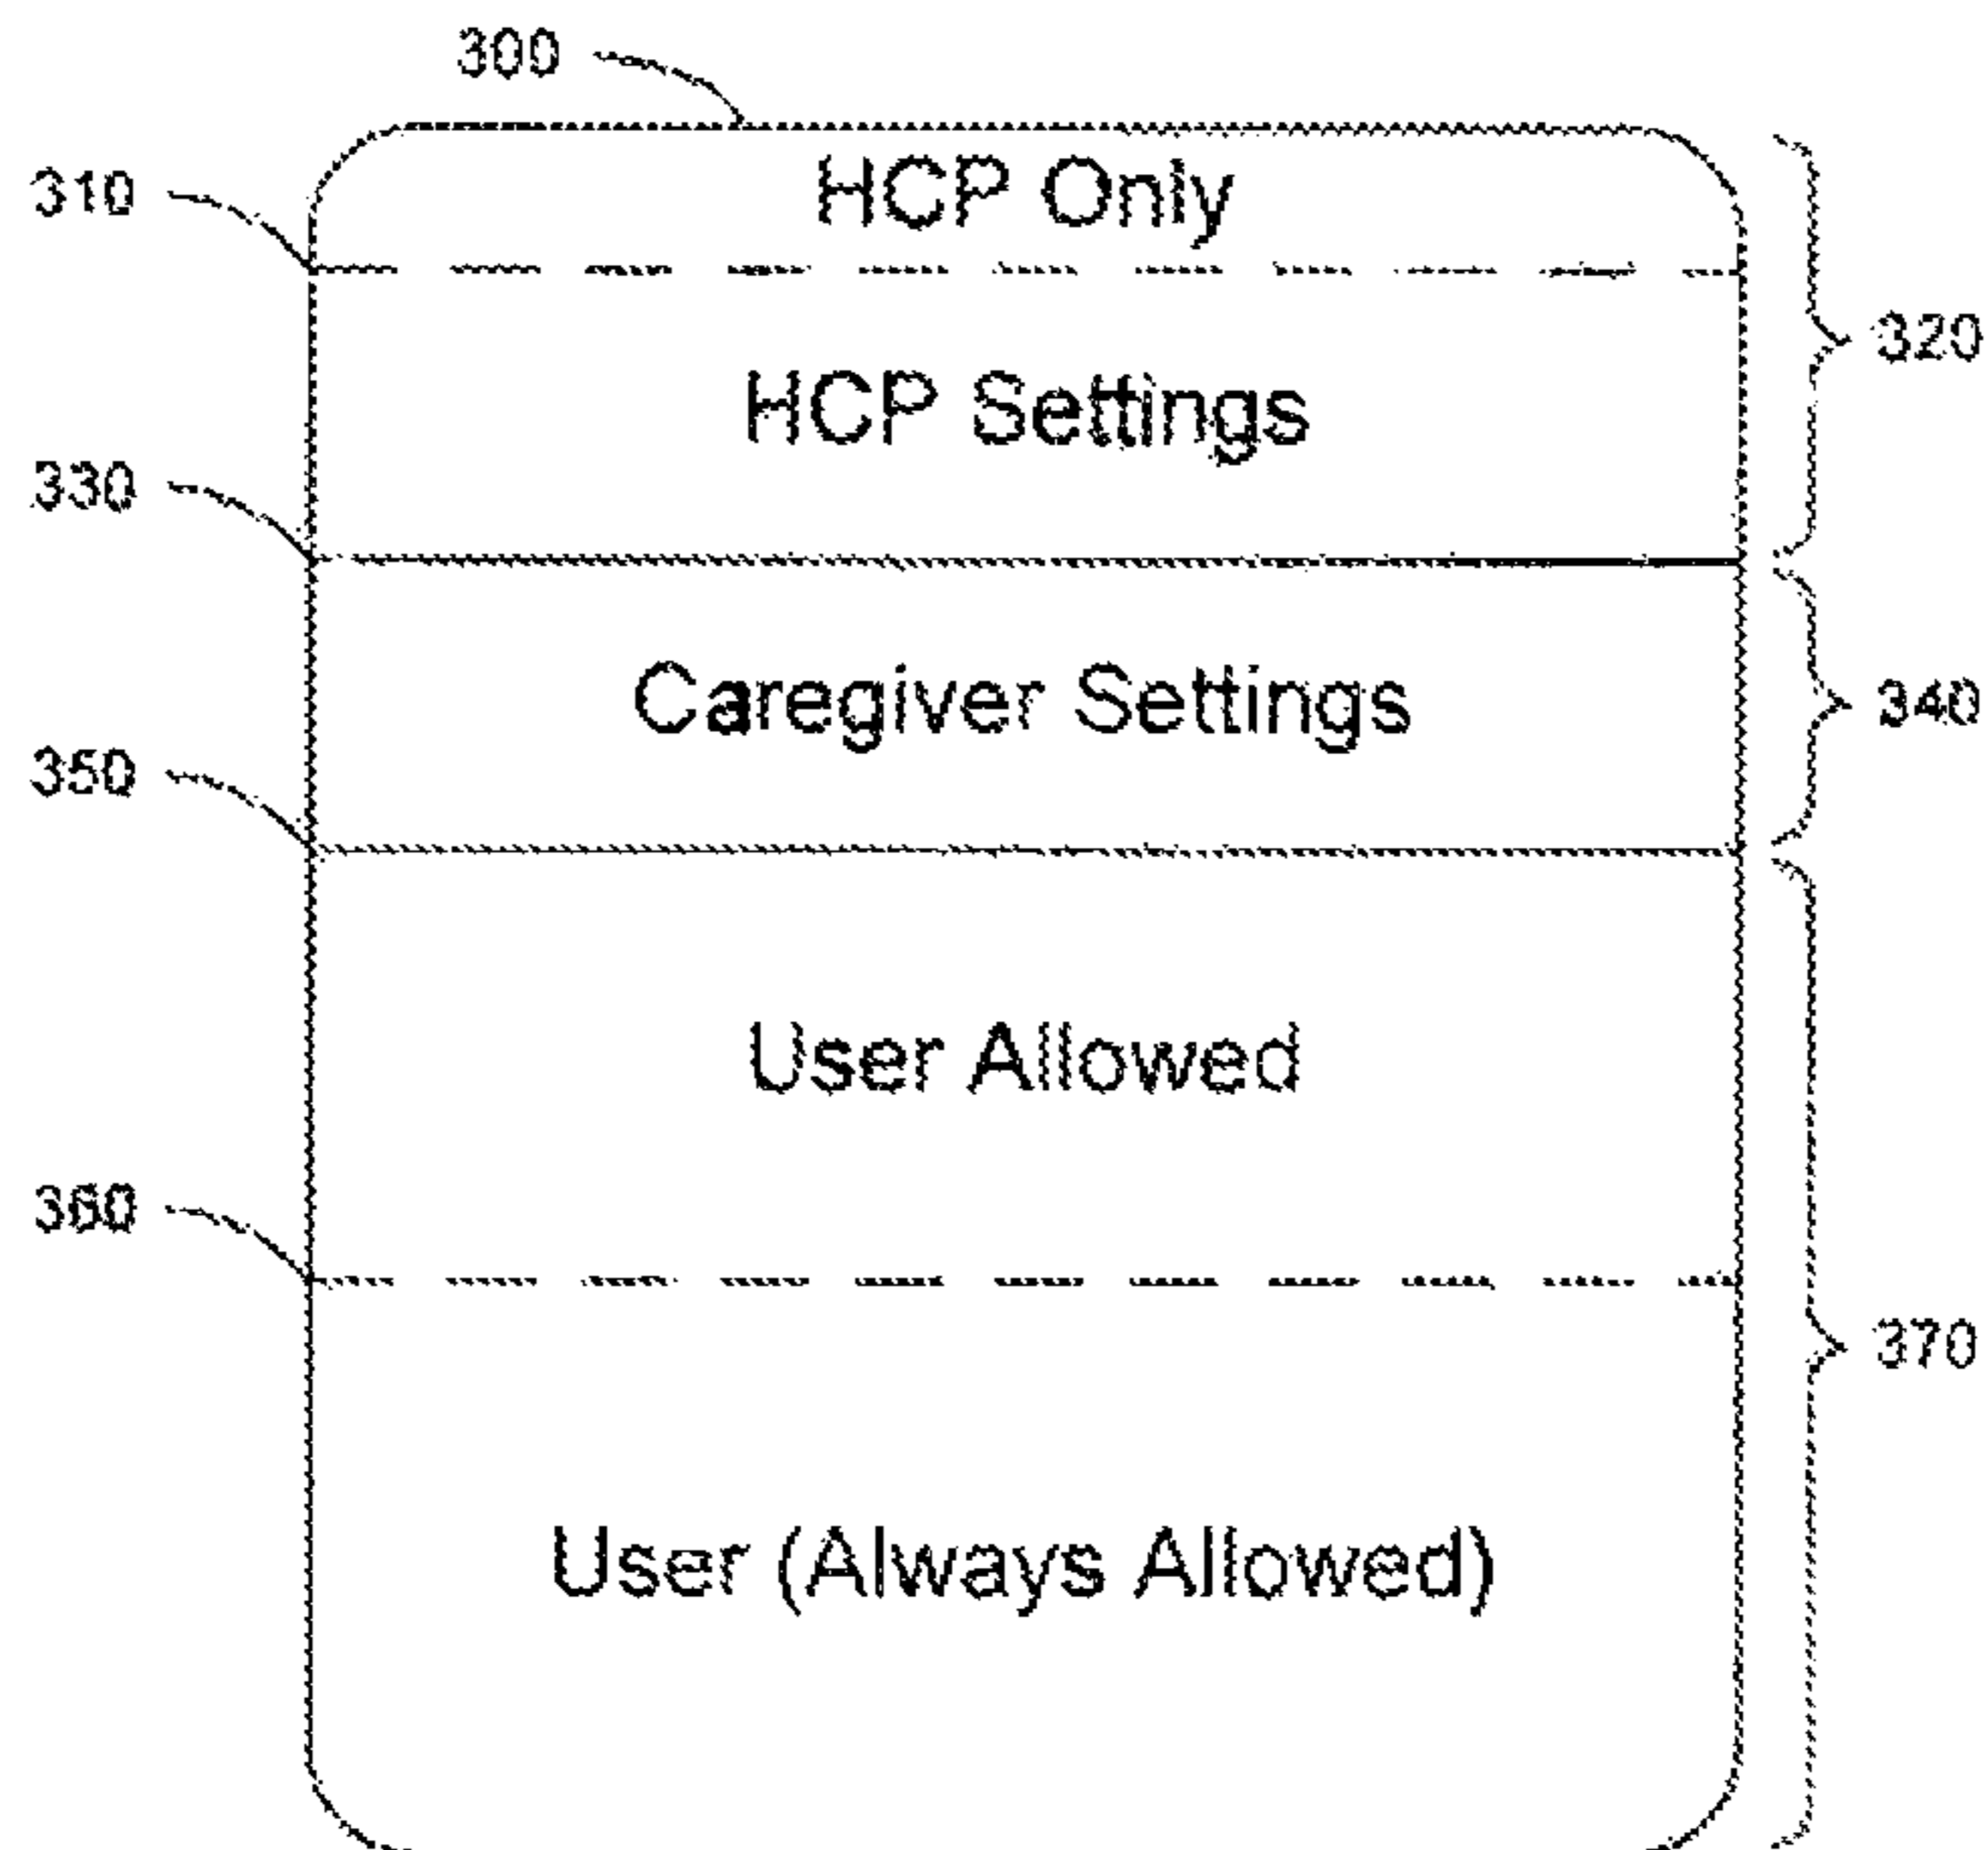 300
310
HCP Only
320
HCP Settings
330
Caregiver Settings
340
350
User Allowed
360
370
User (Always Allowed)